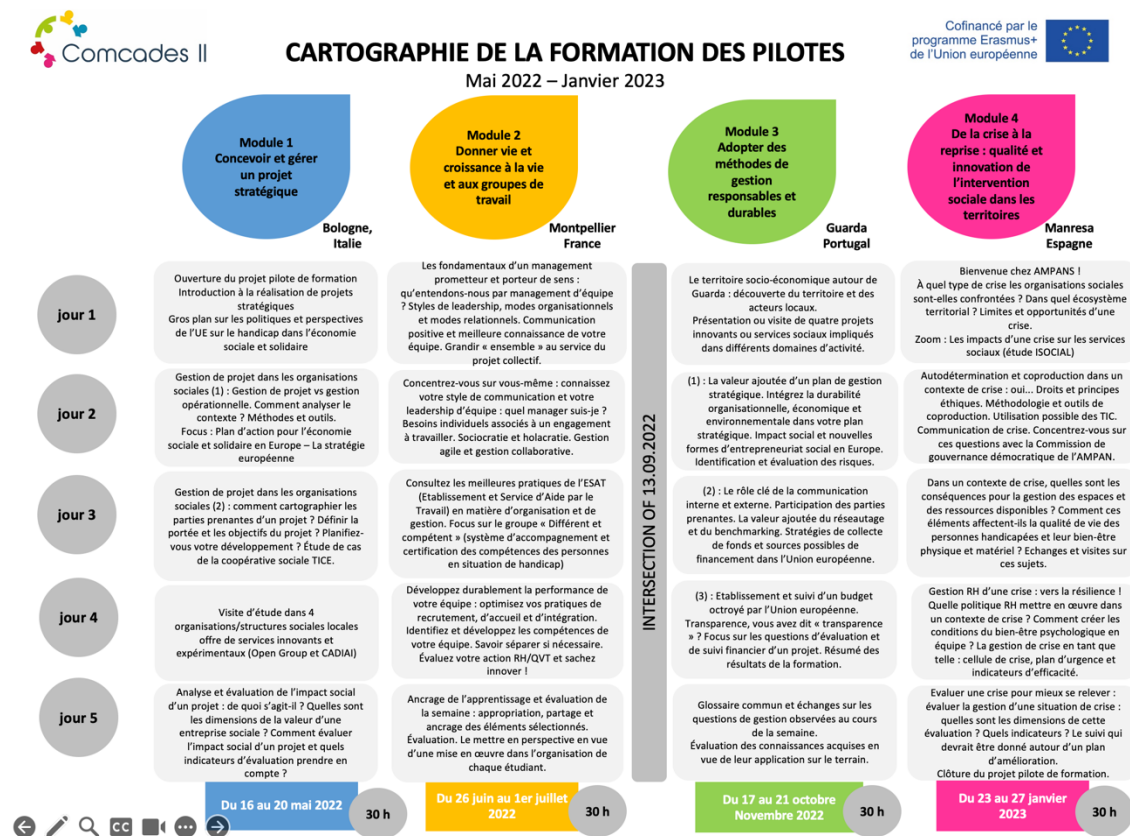 Comcades II
CARTOGRAPHIE DE LA FORMATION DES PILOTES
Mai 2022 – Janvier 2023
Cofinancé par le
programme Erasmus+
de l'Union européenne
Module 1
Concevoir et gérer
un projet
stratégique
Bologne,
Italie
Module 2
Donner vie et
croissance à la vie
et aux groupes de
travail
Montpellier
France
Module 3
Adopter des
méthodes de
gestion
responsables et
durables
Guarda
Portugal
Module 4
De la crise à la
reprise : qualité et
innovation de
l'intervention
sociale dans les
territoires
Manresa
Espagne
jour 1
Ouverture du projet pilote de formation
Introduction à la réalisation de projets
stratégiques
Gros plan sur les politiques et perspectives
de l'UE sur le handicap dans l'économie
sociale et solidaire
Les fondamentaux d'un management
prometteur et porteur de sens :
qu'entendons-nous par management d'équipe
? Styles de leadership, modes organisationnels
et modes relationnels. Communication
positive et meilleure connaissance de votre
équipe. Grandir « ensemble » au service du
projet collectif.
Le territoire socio-économique autour de
Guarda : découverte du territoire et des
acteurs locaux.
Présentation ou visite de quatre projets
innovants ou services sociaux impliqués
dans différents domaines d'activité.
Bienvenue chez AMPANS !
À quel type de crise les organisations sociales
sont-elles confrontées ? Dans quel écosystème
territorial ? Limites et opportunités d'une
crise.
Zoom : Les impacts d'une crise sur les services
sociaux (étude ISOCIAL)
jour 2
Gestion de projet dans les organisations
sociales (1) : Gestion de projet vs gestion
opérationnelle. Comment analyser le
contexte ? Méthodes et outils.
Focus : Plan d'action pour l'économie
sociale et solidaire en Europe – La stratégie
européenne
Concentrez-vous sur vous-même : connaissez
votre style de communication et votre
leadership d'équipe : quel manager suis-je ?
Besoins individuels associés à un engagement
à travailler. Sociocratie et holacratie. Gestion
agile et gestion collaborative.
(1) : La valeur ajoutée d'un plan de gestion
stratégique. Intégrez la durabilité
organisationnelle, économique et
environnementale dans votre plan
stratégique. Impact social et nouvelles
formes d'entrepreneuriat social en Europe.
Identification et évaluation des risques.
Autodétermination et coproduction dans un
contexte de crise : oui... Droits et principes
éthiques. Méthodologie et outils de
coproduction. Utilisation possible des TIC.
Communication de crise. Concentrez-vous sur
ces questions avec la Commission de
gouvernance démocratique de l'AMPAN.
jour 3
Gestion de projet dans les organisations
sociales (2) : comment cartographier les
parties prenantes d'un projet ? Définir la
portée et les objectifs du projet ? Planifiez-
vous votre développement ? Étude de cas
de la coopérative sociale TICE.
Consultez les meilleures pratiques de l'ESAT
(Etablissement et Service d'Aide par le
Travail) en matière d'organisation et de
gestion. Focus sur le groupe « Différent et
compétent » (système d'accompagnement et
certification des compétences des personnes
en situation de handicap)
(2) : Le rôle clé de la communication
interne et externe. Participation des parties
prenantes. La valeur ajoutée du réseautage
et du benchmarking. Stratégies de collecte
de fonds et sources possibles de
financement dans l'Union européenne.
Dans un contexte de crise, quelles sont les
conséquences pour la gestion des espaces et
des ressources disponibles ? Comment ces
éléments affectent-ils la qualité de vie des
personnes handicapées et leur bien-être
physique et matériel ? Echanges et visites sur
ces sujets.
jour 4
Visite d'étude dans 4
organisations/structures sociales locales
offre de services innovants et
expérimentaux (Open Group et CADIAI)
Développez durablement la performance de
votre équipe : optimisez vos pratiques de
recrutement, d'accueil et d'intégration.
Identifiez et développez les compétences de
votre équipe. Savoir séparer si nécessaire.
Évaluez votre action RH/QVT et sachez
innover !
(3) : Etablissement et suivi d'un budget
octroyé par l'Union européenne.
Transparence, vous avez dit « transparence
» ? Focus sur les questions d'évaluation et
de suivi financier d'un projet. Résumé des
résultats de la formation.
Gestion RH d'une crise : vers la résilience !
Quelle politique RH mettre en œuvre dans
un contexte de crise ? Comment créer les
conditions du bien-être psychologique en
équipe ? La gestion de crise en tant que
telle : cellule de crise, plan d'urgence et
indicateurs d'efficacité.
jour 5
Analyse et évaluation de l'impact social
d'un projet : de quoi s'agit-il ? Quelles sont
les dimensions de la valeur d'une
entreprise sociale ? Comment évaluer
l'impact social d'un projet et quels
indicateurs d'évaluation prendre en
compte ?
Ancrage de l'apprentissage et évaluation de
la semaine : appropriation, partage et
ancrage des éléments sélectionnés.
Évaluation. Le mettre en perspective en vue
d'une mise en œuvre dans l'organisation de
chaque étudiant.
Glossaire commun et échanges sur les
questions de gestion observées au cours
de la semaine.
Évaluation des connaissances acquises en
vue de leur application sur le terrain.
Evaluer une crise pour mieux se relever :
évaluer la gestion d'une situation de crise :
quelles sont les dimensions de cette
évaluation ? Quels indicateurs ? Le suivi qui
devrait être donné autour d'un plan
d'amélioration.
Clôture du projet pilote de formation.
INTERSECTION OF 13.09.2022
Du 16 au 20 mai 2022
30 h
Du 26 juin au 1er juillet
2022
30 h
Du 17 au 21 octobre
Novembre 2022
30 h
Du 23 au 27 janvier
2023
30 h
CC